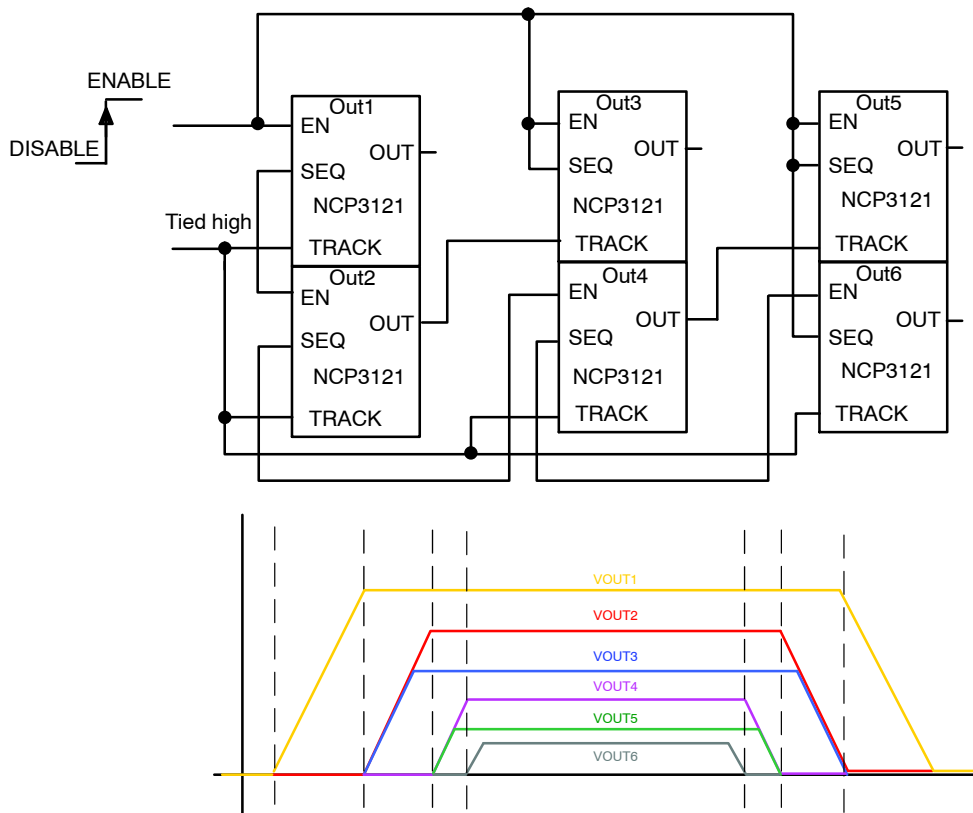 ENABLE
DISABLE
Tied high
Out1
EN
OUT
SEQ
NCP3121
TRACK
Out2
EN
OUT
SEQ
NCP3121
TRACK
Out3
EN
OUT
SEQ
NCP3121
TRACK
Out4
EN
OUT
SEQ
NCP3121
TRACK
Out5
EN
OUT
SEQ
NCP3121
TRACK
Out6
EN
OUT
SEQ
NCP3121
TRACK
VOUT1
VOUT2
VOUT3
VOUT4
VOUT5
VOUT6